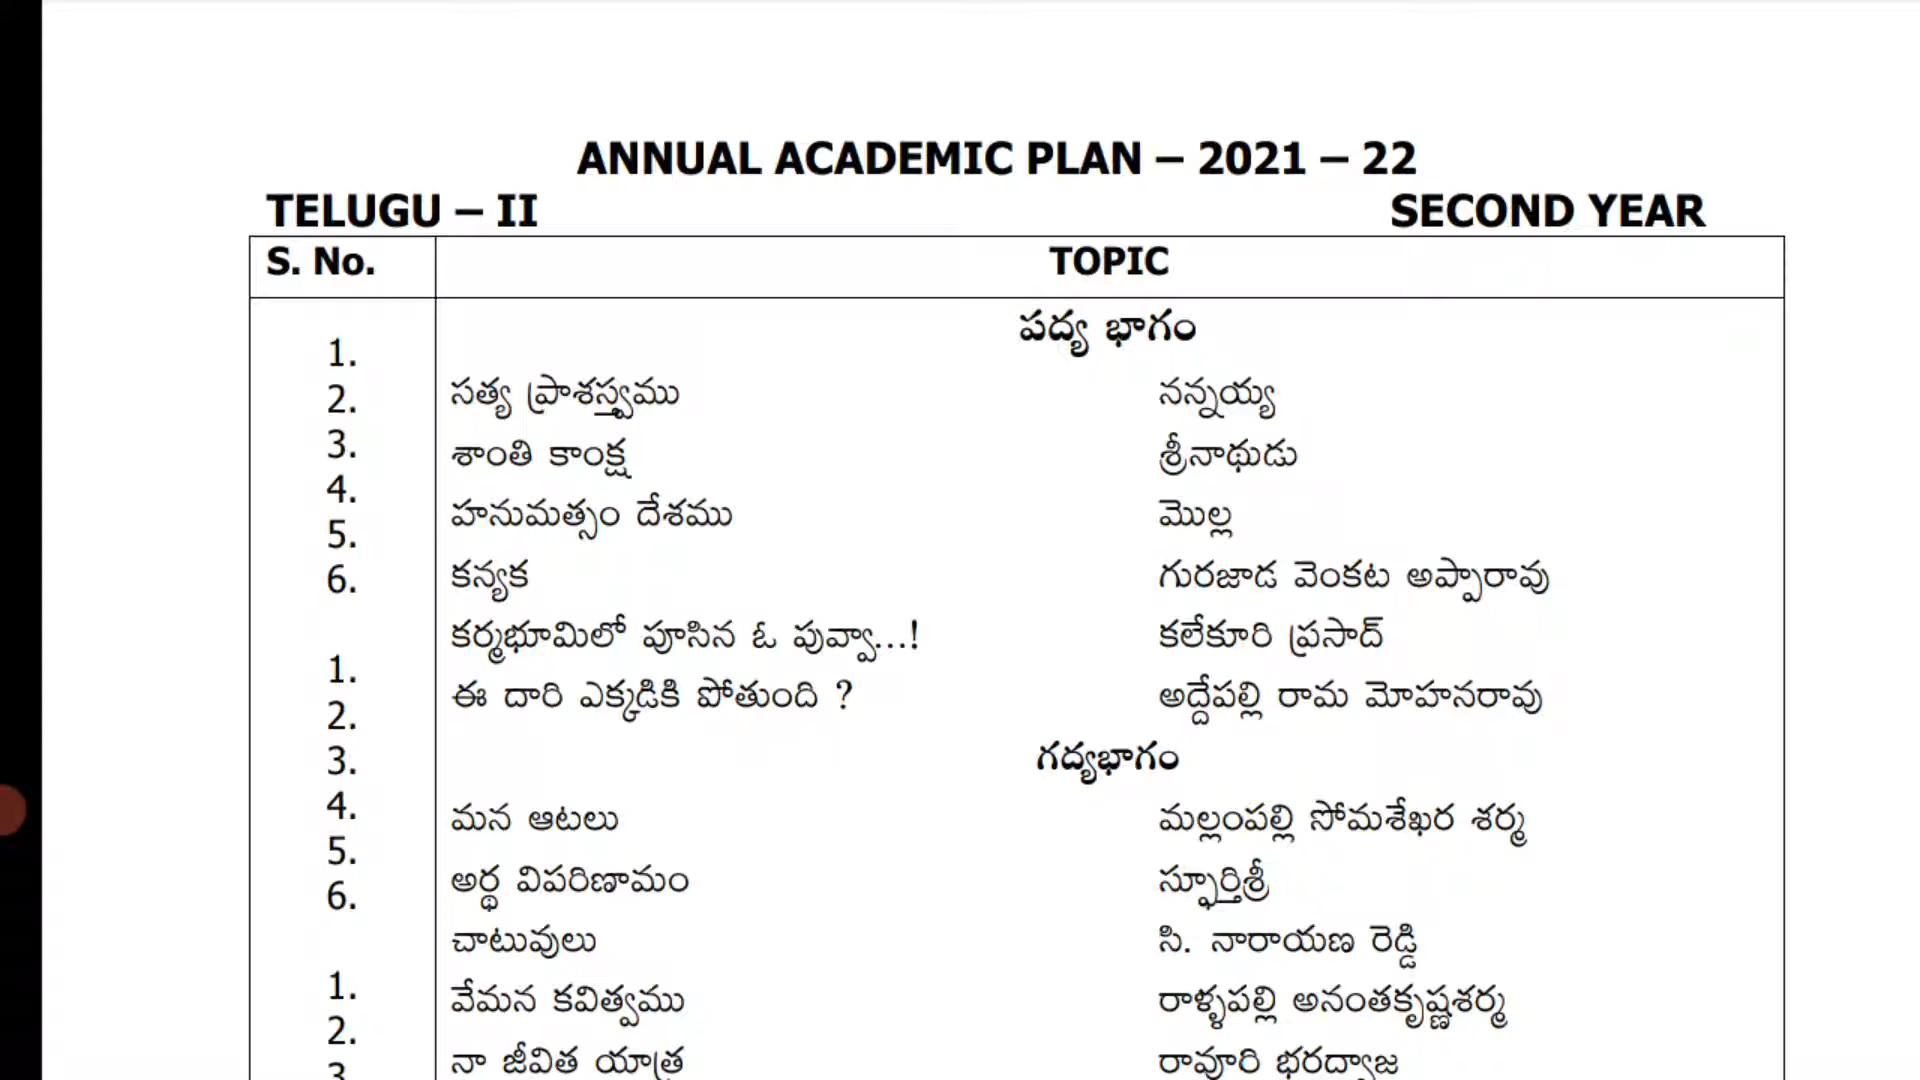 ANNUAL ACADEMIC PLAN – 2021 – 22
TELUGU – II SECOND YEAR
S. No. TOPIC
పద్య భాగం
1.
సత్య ప్రాశస్త్వము నన్నయ్య
2.
3.
శాంతి కాంక్ష శ్రీనాథుడు
4.
హనుమత్సం దేశము మొల్ల
5.
కన్యక గురజాడ వెంకట అప్పారావు
6.
కర్మభూమిలో పూసిన ఓ పువ్వా...! కలేకూరి ప్రసాద్
1.
ఈ దారి ఎక్కడికి పోతుంది ? అద్దేపల్లి రామ మోహనరావు
2.
గద్యభాగం
3.
4.
మన ఆటలు మల్లంపల్లి సోమశేఖర శర్మ
5.
అర్థ విపరిణామం స్ఫూర్తిశ్రీ
6.
చాటువులు సి. నారాయణ రెడ్డి
1.
వేమన కవిత్వము రాళ్ళపల్లి అనంతకృష్ణశర్మ
2.
నా జీవిత యాత్ర రావూరి భరద్వాజ
3.